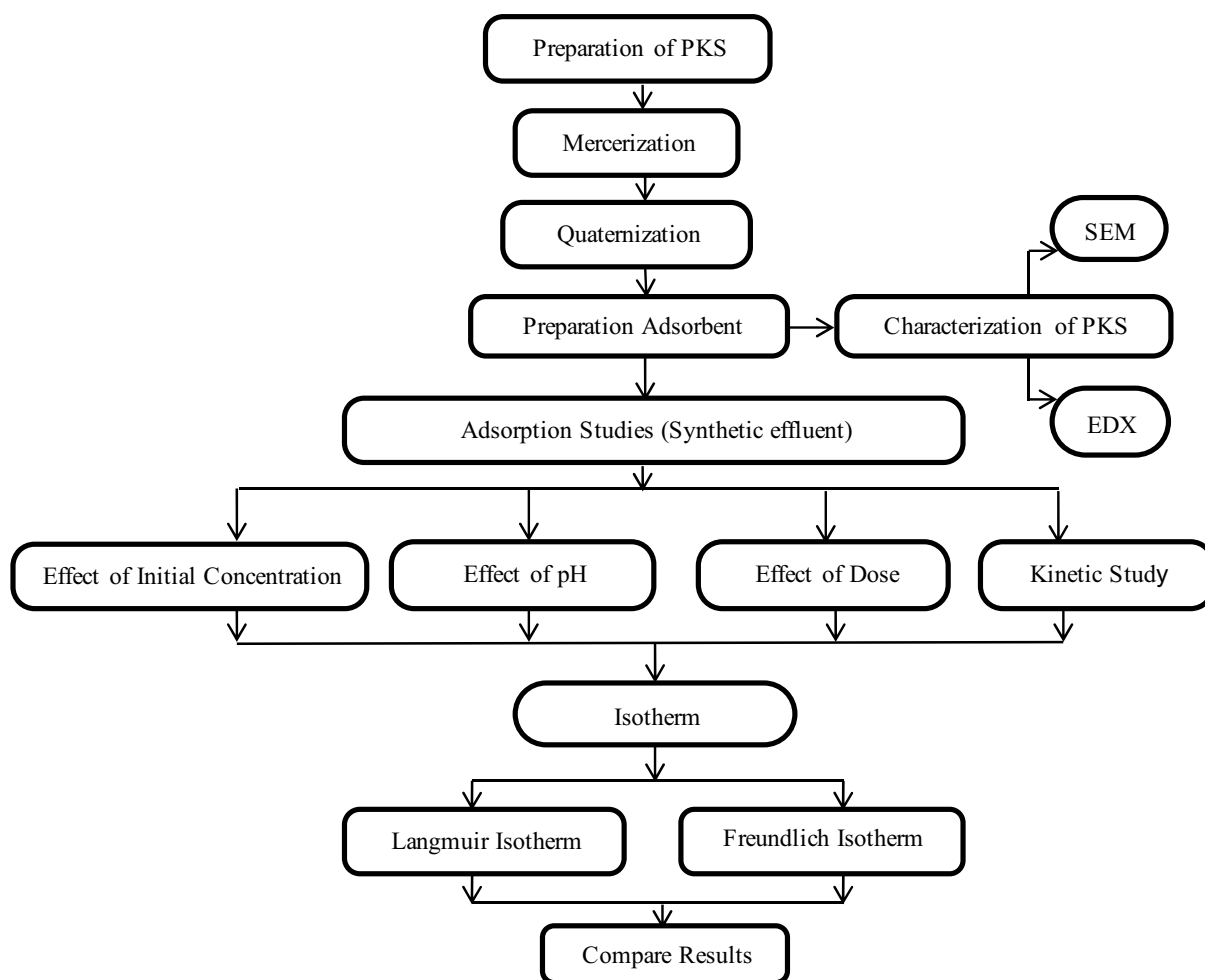 Preparation of PKS
Mercerization
Quaternization
SEM
Preparation Adsorbent
Characterization of PKS
EDX
Adsorption Studies (Synthetic effluent)
Effect of Initial Concentration
Effect of pH
Effect of Dose
Kinetic Study
Isotherm
Langmuir Isotherm
Freundlich Isotherm
Compare Results